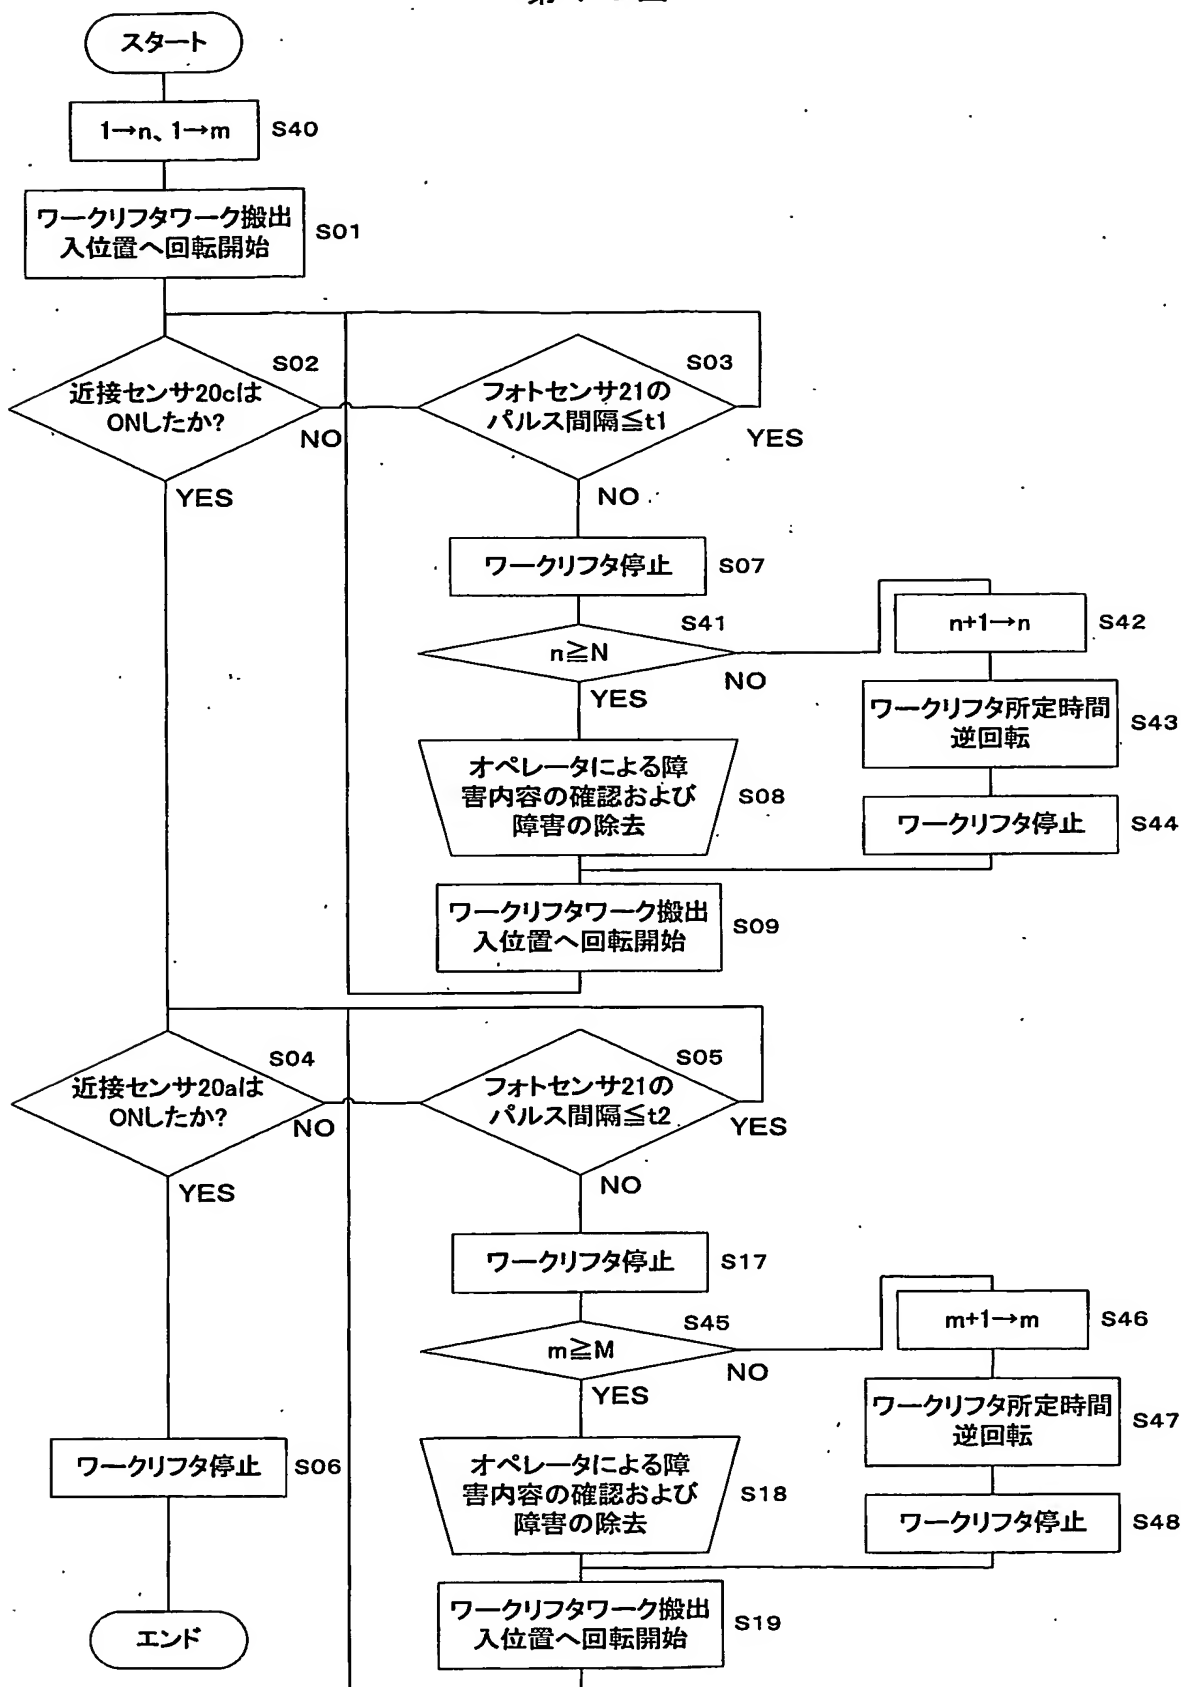 スタート
1→n、1→m
S40
ワークリフタワーク搬出
入位置へ回転開始
S01
近接センサ20cは
ONしたか?
S02
NO
YES
フォトセンサ21の
パルス間隔≦t1
S03
YES
NO
ワークリフタ停止
S07
n≧N
S41
NO
YES
n+1→n
S42
ワークリフタ所定時間
逆回転
S43
ワークリフタ停止
S44
オペレータによる障
害内容の確認および
障害の除去
S08
ワークリフタワーク搬出
入位置へ回転開始
S09
近接センサ20aは
ONしたか?
S04
NO
YES
フォトセンサ21の
パルス間隔≦t2
S05
YES
NO
ワークリフタ停止
S17
m≧M
S45
NO
YES
m+1→m
S46
ワークリフタ所定時間
逆回転
S47
ワークリフタ停止
S48
オペレータによる障
害内容の確認および
障害の除去
S18
ワークリフタワーク搬出
入位置へ回転開始
S19
ワークリフタ停止
S06
エンド